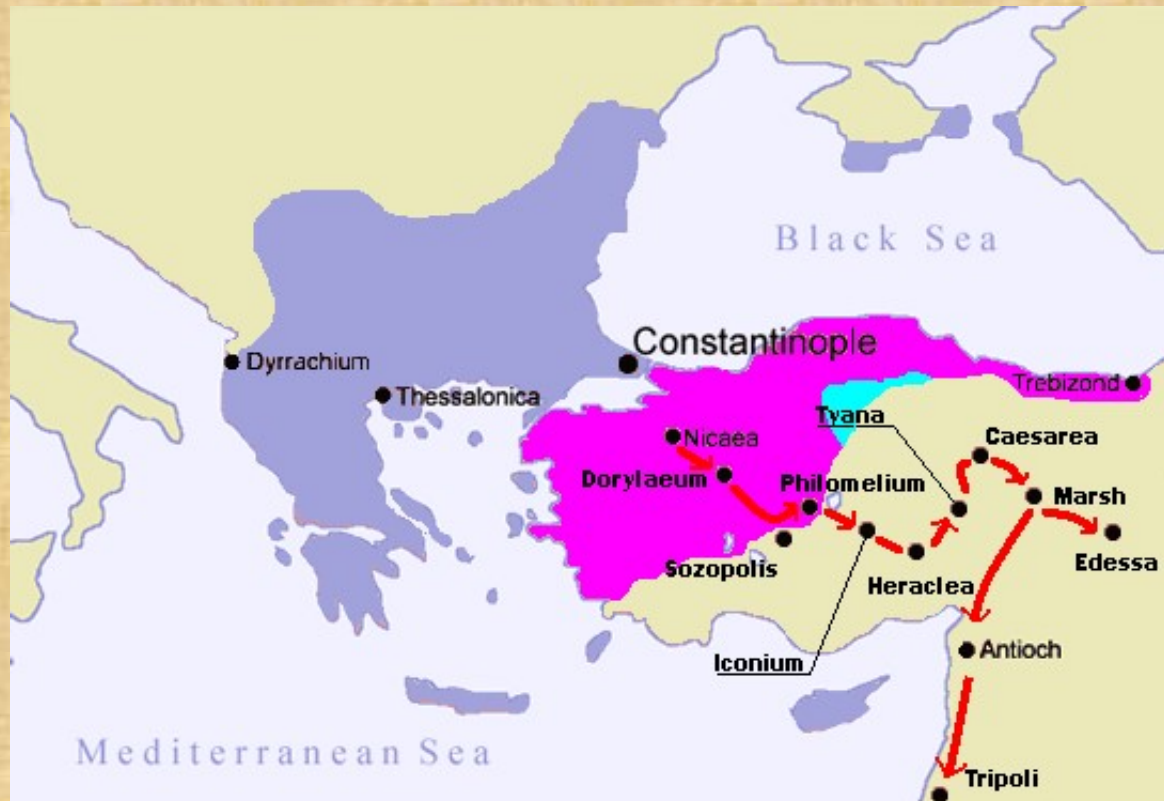 Black Sea
Constantinople
Dyrrachium
Trebizond
Thessalonica
Tyana
Nicaea
Caesarea
Dorylaeum
Philomelium
Marsh
Sozopolis
Edessa
Heraclea
Iconium
Antioch
Mediterranean Sea
Tripoli